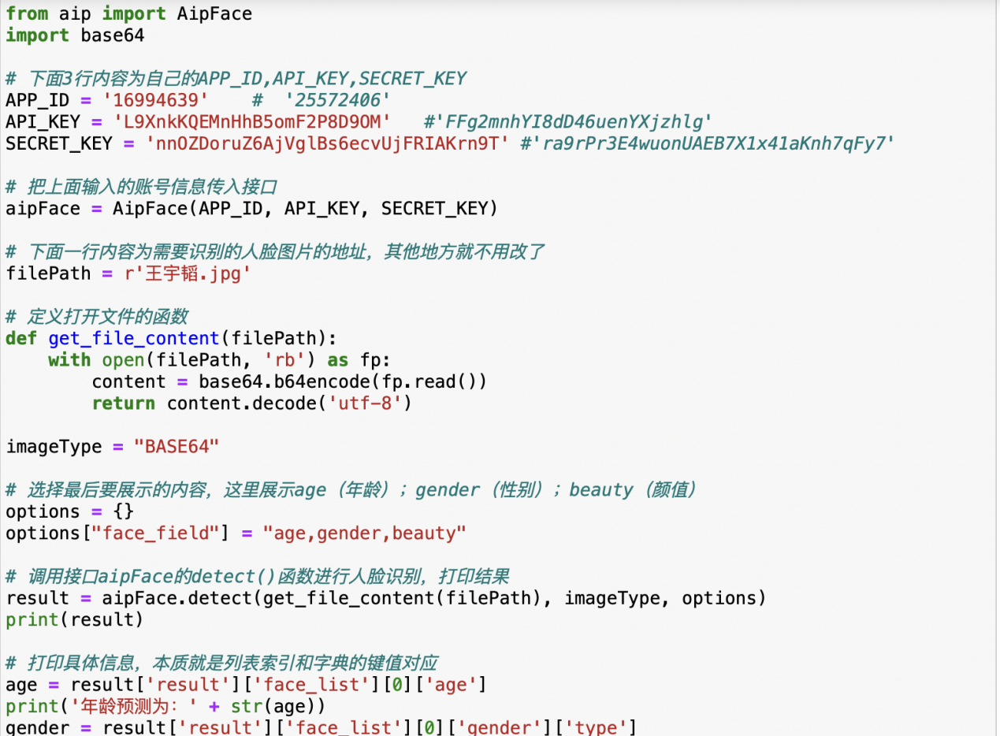 from aip import AipFace
import base64
# 下面3行内容为自己的APP_ID,API_KEY,SECRET_KEY
APP_ID = '16994639'    #  '25572406'
API_KEY = 'L9XnkKQEMnHhB5omF2P8D9OM'   #'FFg2mnhYI8dD46uenYXjzhlg'
SECRET_KEY = 'nnOZDoruZ6AjVglBs6ecvUjFRIAKrn9T' #'ra9rPr3E4wuonUAEB7X1x41aKnh7qFy7'
# 把上面输入的账号信息传入接口
aipFace = AipFace(APP_ID, API_KEY, SECRET_KEY)
# 下面一行内容为需要识别的人脸图片的地址，其他地方就不用改了
filePath = r'王宇韬.jpg'
# 定义打开文件的函数
def get_file_content(filePath):
    with open(filePath, 'rb') as fp:
        content = base64.b64encode(fp.read())
        return content.decode('utf-8')
imageType = "BASE64"
# 选择最后要展示的内容，这里展示age（年龄）；gender（性别）；beauty（颜值）
options = {}
options["face_field"] = "age,gender,beauty"
# 调用接口aipFace的detect()函数进行人脸识别，打印结果
result = aipFace.detect(get_file_content(filePath), imageType, options)
print(result)
# 打印具体信息，本质就是列表索引和字典的键值对应
age = result['result']['face_list'][0]['age']
print('年龄预测为：' + str(age))
gender = result['result']['face_list'][0]['gender']['type']